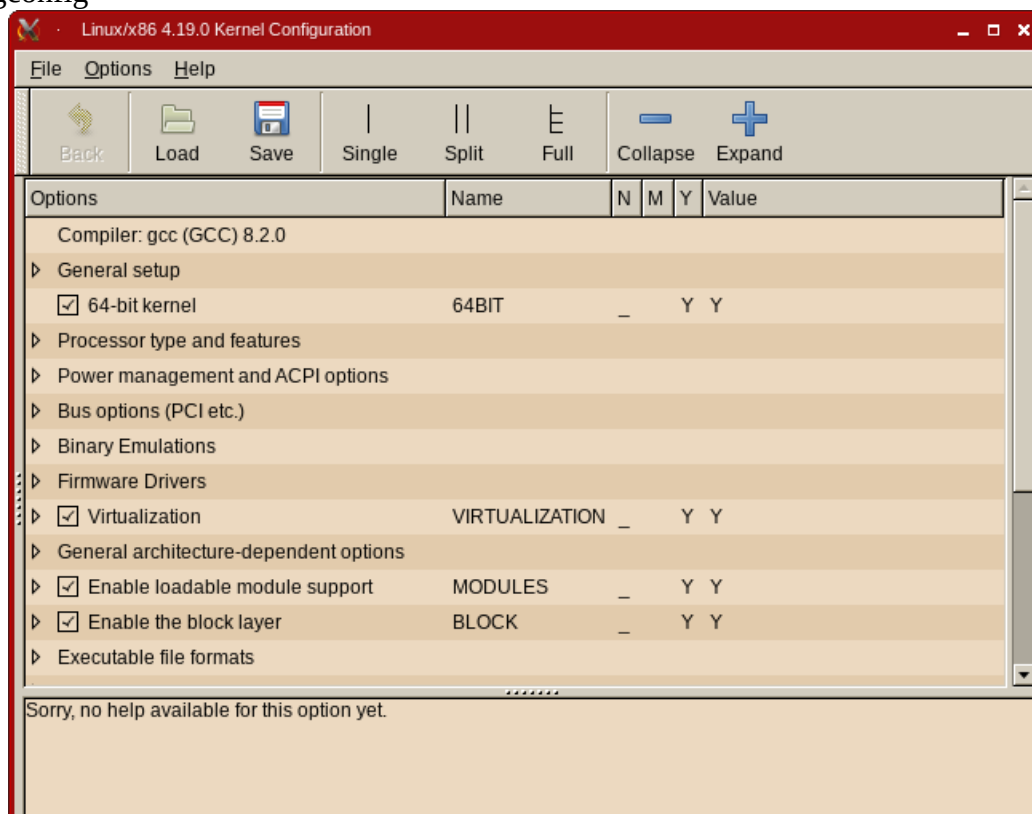 gconfig
Linux/x86 4.19.0 Kernel Configuration
File Options Help
Back Load Save Single Split Full Collapse Expand
Options Name N M Y Value
Compiler: gcc (GCC) 8.2.0
General setup
64-bit kernel 64BIT _ Y Y
Processor type and features
Power management and ACPI options
Bus options (PCI etc.)
Binary Emulations
Firmware Drivers
Virtualization VIRTUALIZATION _ Y Y
General architecture-dependent options
Enable loadable module support MODULES _ Y Y
Enable the block layer BLOCK _ Y Y
Executable file formats
Sorry, no help available for this option yet.